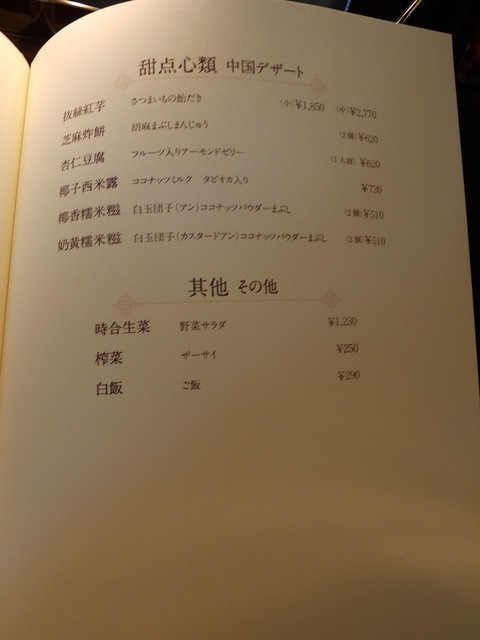 甜点心類 中国デザート
抜絲紅芋 さつまいもの飴だき (小)¥1,850 (中)¥2,770
芝麻炸餅 胡麻まぶしまんじゅう (2個)¥620
杏仁豆腐 フルーツ入りアーモンドゼリー (1人前)¥620
椰子西米露 ココナッツミルク タピオカ入り ¥720
椰香糯米糍 白玉団子(アン)ココナッツパウダーまぶし (2個)¥510
奶黄糯米糍 白玉団子(カスタードアン)ココナッツパウダーまぶし (2個)¥510
其他 その他
時合生菜 野菜サラダ ¥1,230
榨菜 ザーサイ ¥250
白飯 ご飯 ¥290